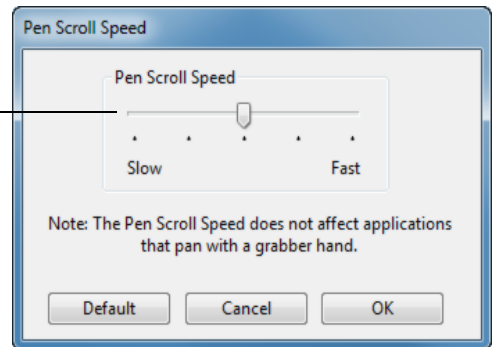 Pen Scroll Speed
Pen Scroll Speed
Slow Fast
Note: The Pen Scroll Speed does not affect applications
that pan with a grabber hand.
Default Cancel OK